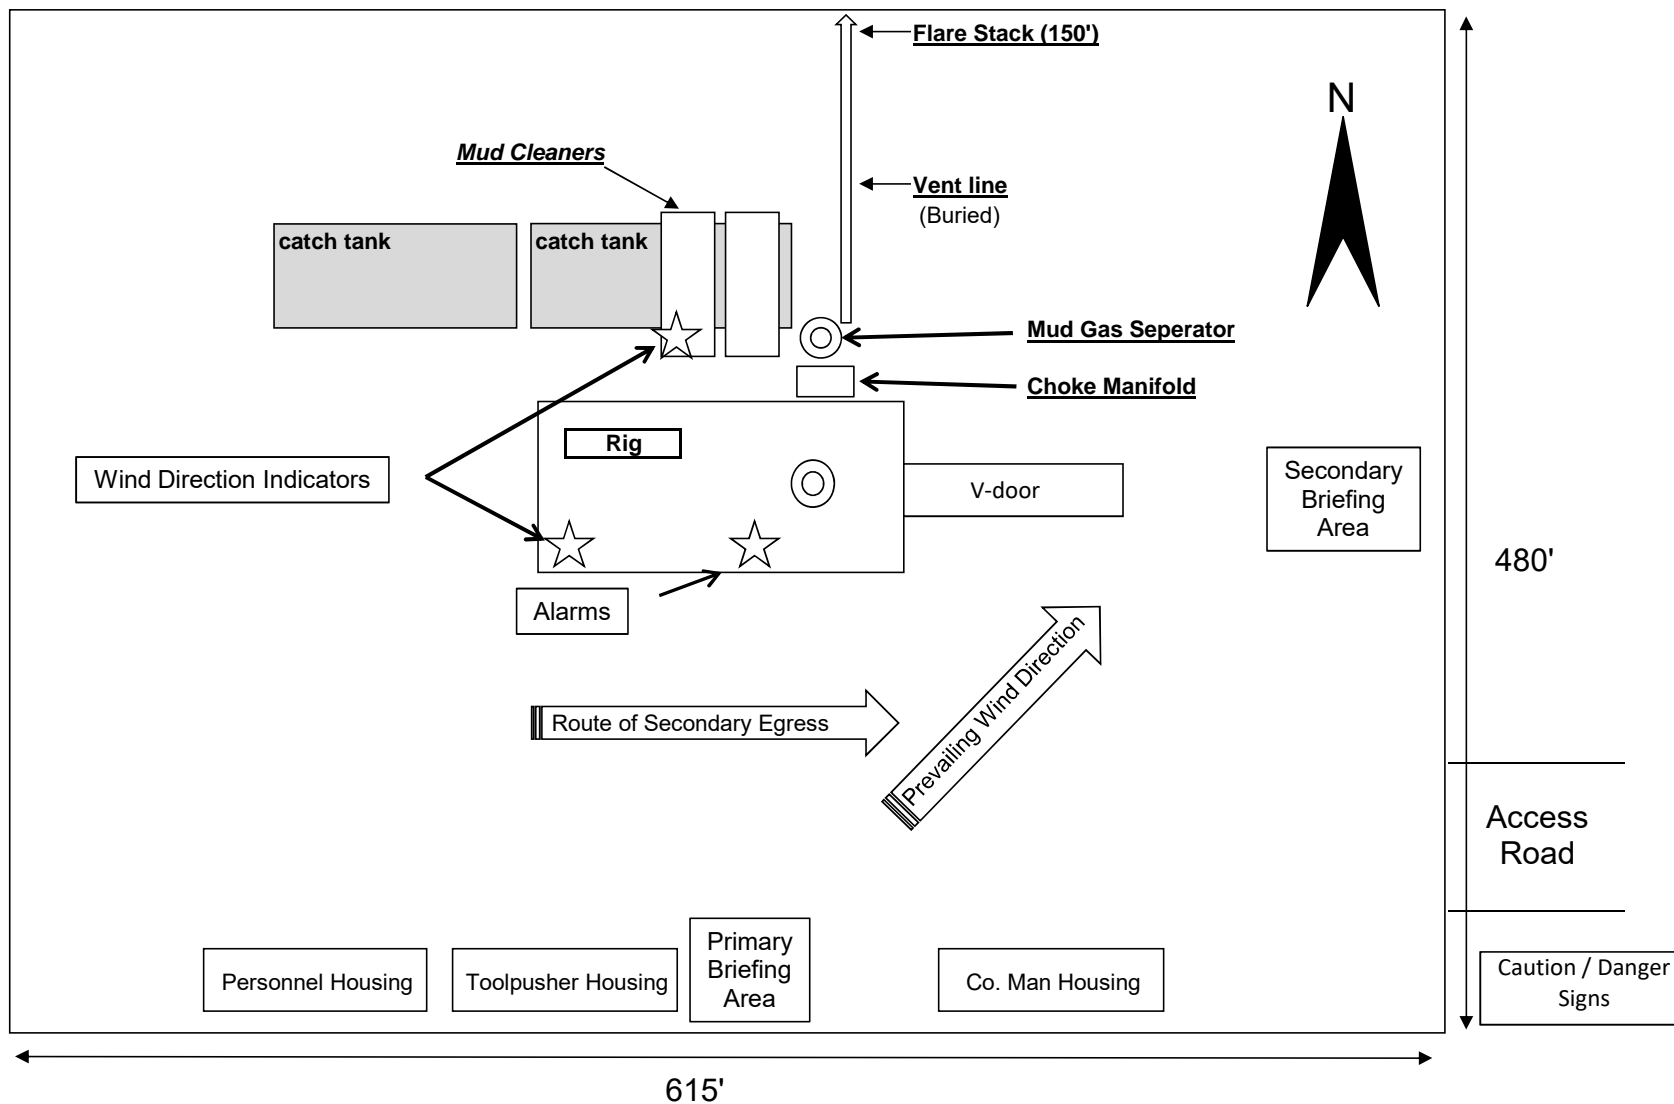 Flare Stack (150')
N
Mud Cleaners
Vent line
(Buried)
catch tank
catch tank
Mud Gas Seperator
Choke Manifold
Rig
Wind Direction Indicators
V-door
Secondary
Briefing
Area
480'
Alarms
Prevailing Wind Direction
Route of Secondary Egress
Access
Road
Personnel Housing
Toolpusher Housing
Primary
Briefing
Area
Co. Man Housing
Caution / Danger
Signs
615'